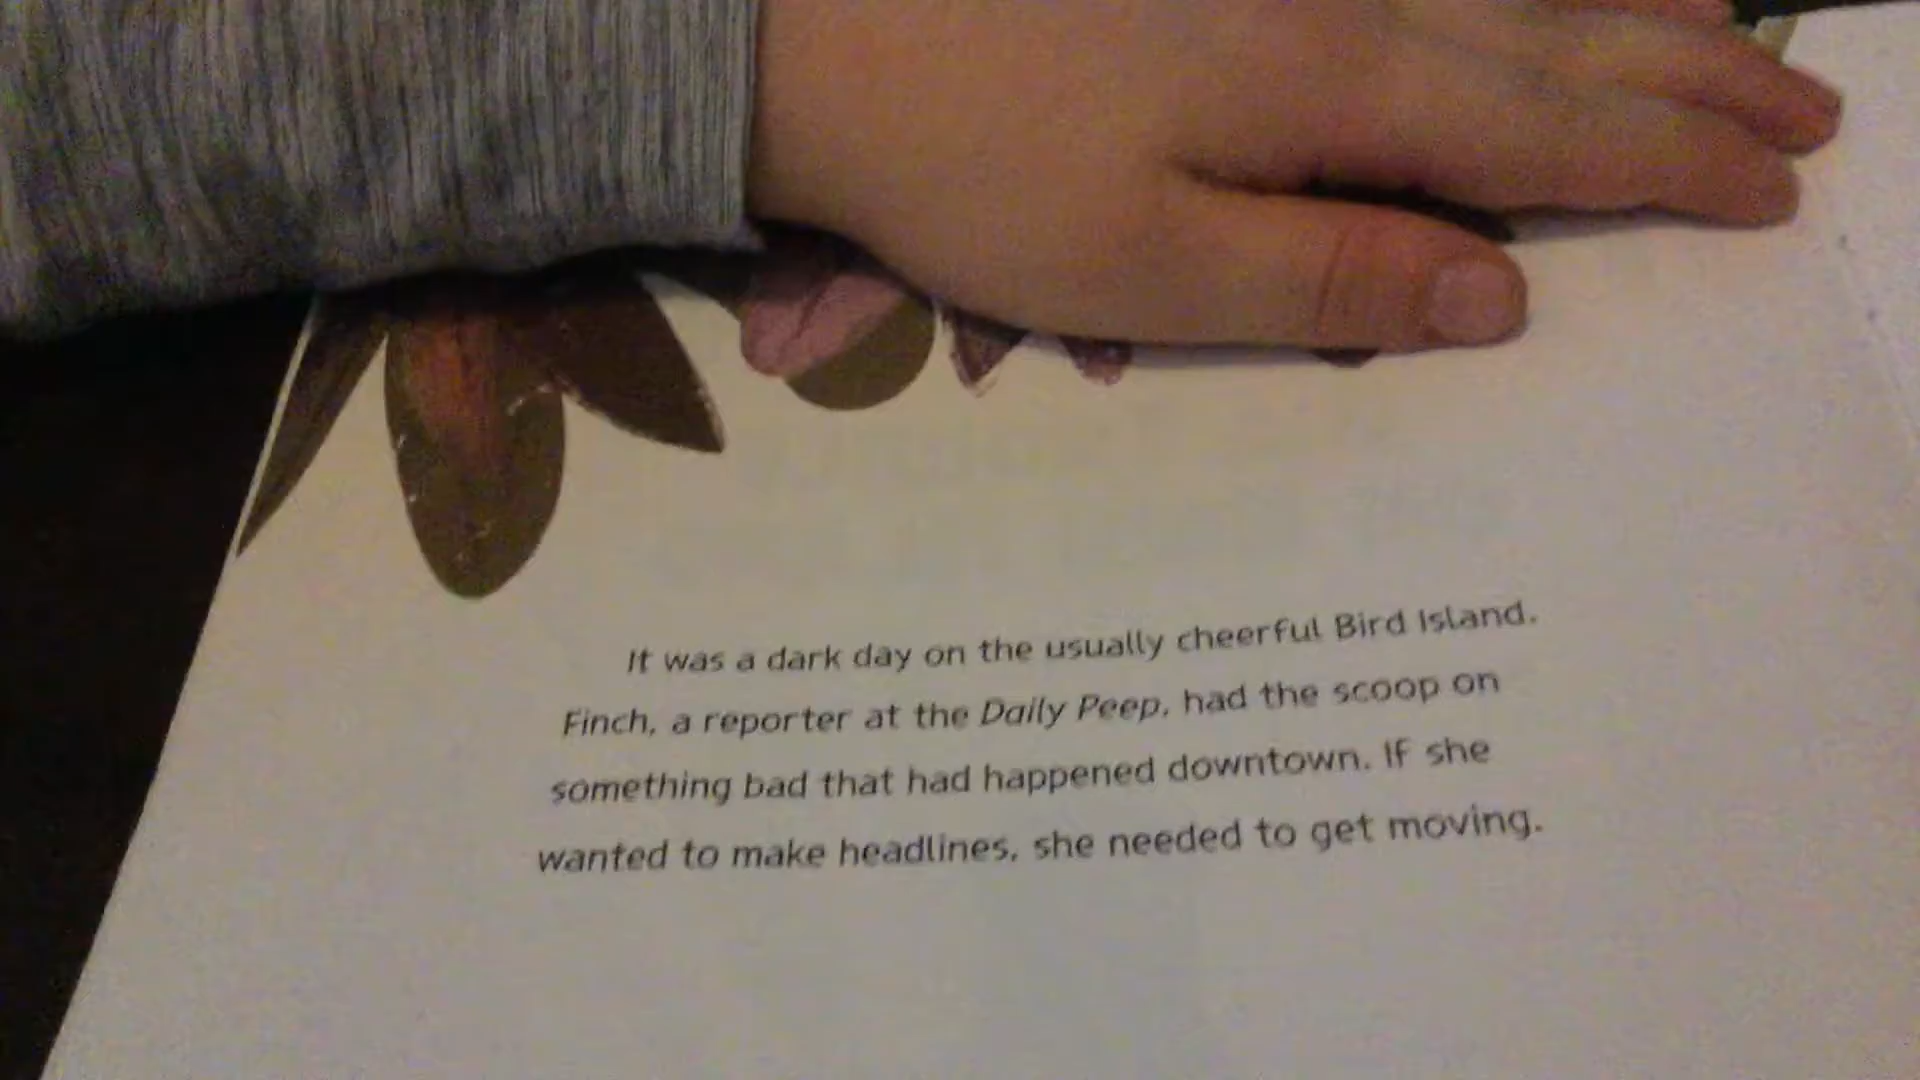 It was a dark day on the usually cheerful Bird Island.
Finch, a reporter at the Daily Peep, had the scoop on
something bad that had happened downtown. If she
wanted to make headlines, she needed to get moving.